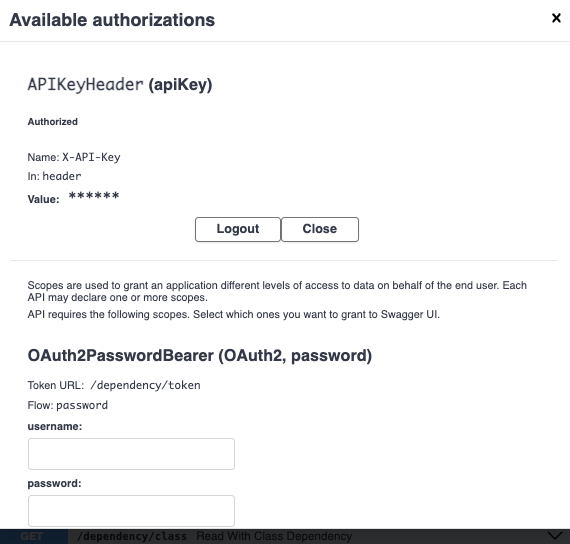 Available authorizations
APIKeyHeader (apiKey)
Authorized
Name: X-API-Key
In: header
Value: ******
Logout Close
Scopes are used to grant an application different levels of access to data on behalf of the end user. Each
API may declare one or more scopes.
API requires the following scopes. Select which ones you want to grant to Swagger UI.
OAuth2PasswordBearer (OAuth2, password)
Token URL: /dependency/token
Flow: password
username:
password:
GET /dependency/class Read With Class Dependency